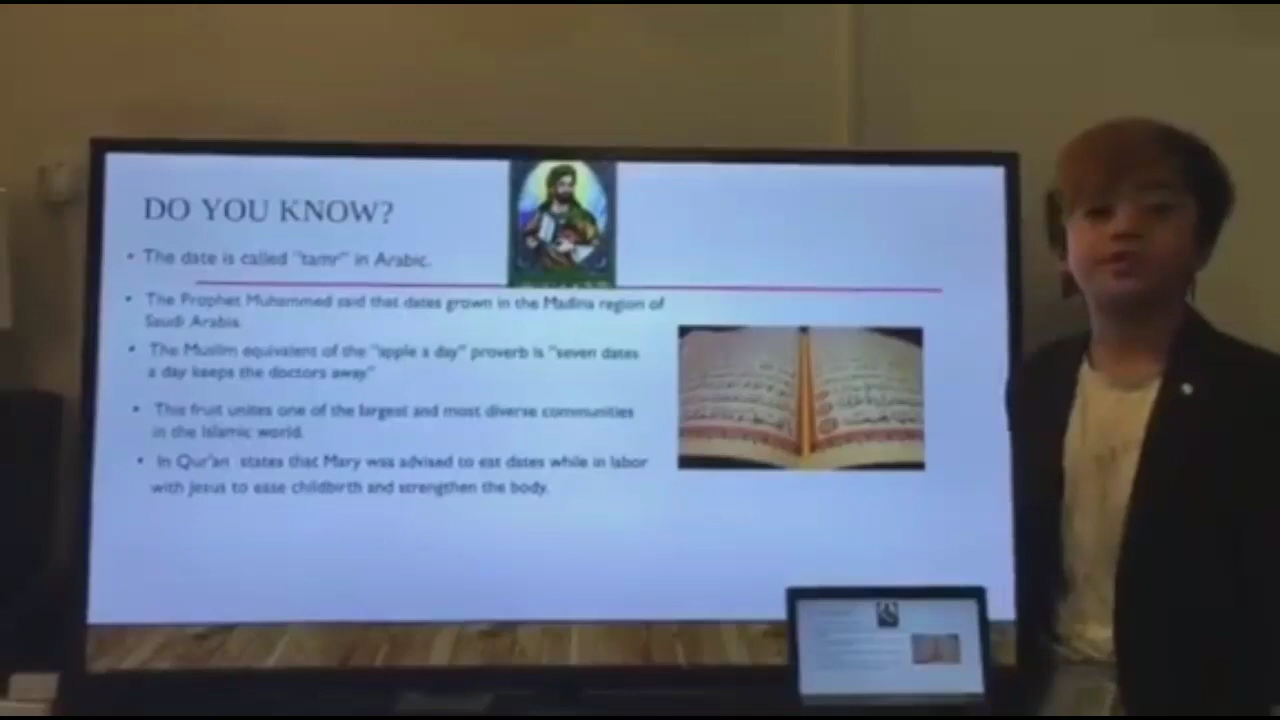 DO YOU KNOW?
• The date is called "tamr" in Arabic.
• The Prophet Muhammed said that dates grown in the Madina region of
Saudi Arabia.
• The Muslim equivalent of the "apple a day" proverb is "seven dates
a day keeps the doctors away"
• This fruit unites one of the largest and most diverse communities
in the Islamic world.
• In Qur'an states that Mary was advised to eat dates while in labor
with Jesus to ease childbirth and strengthen the body.